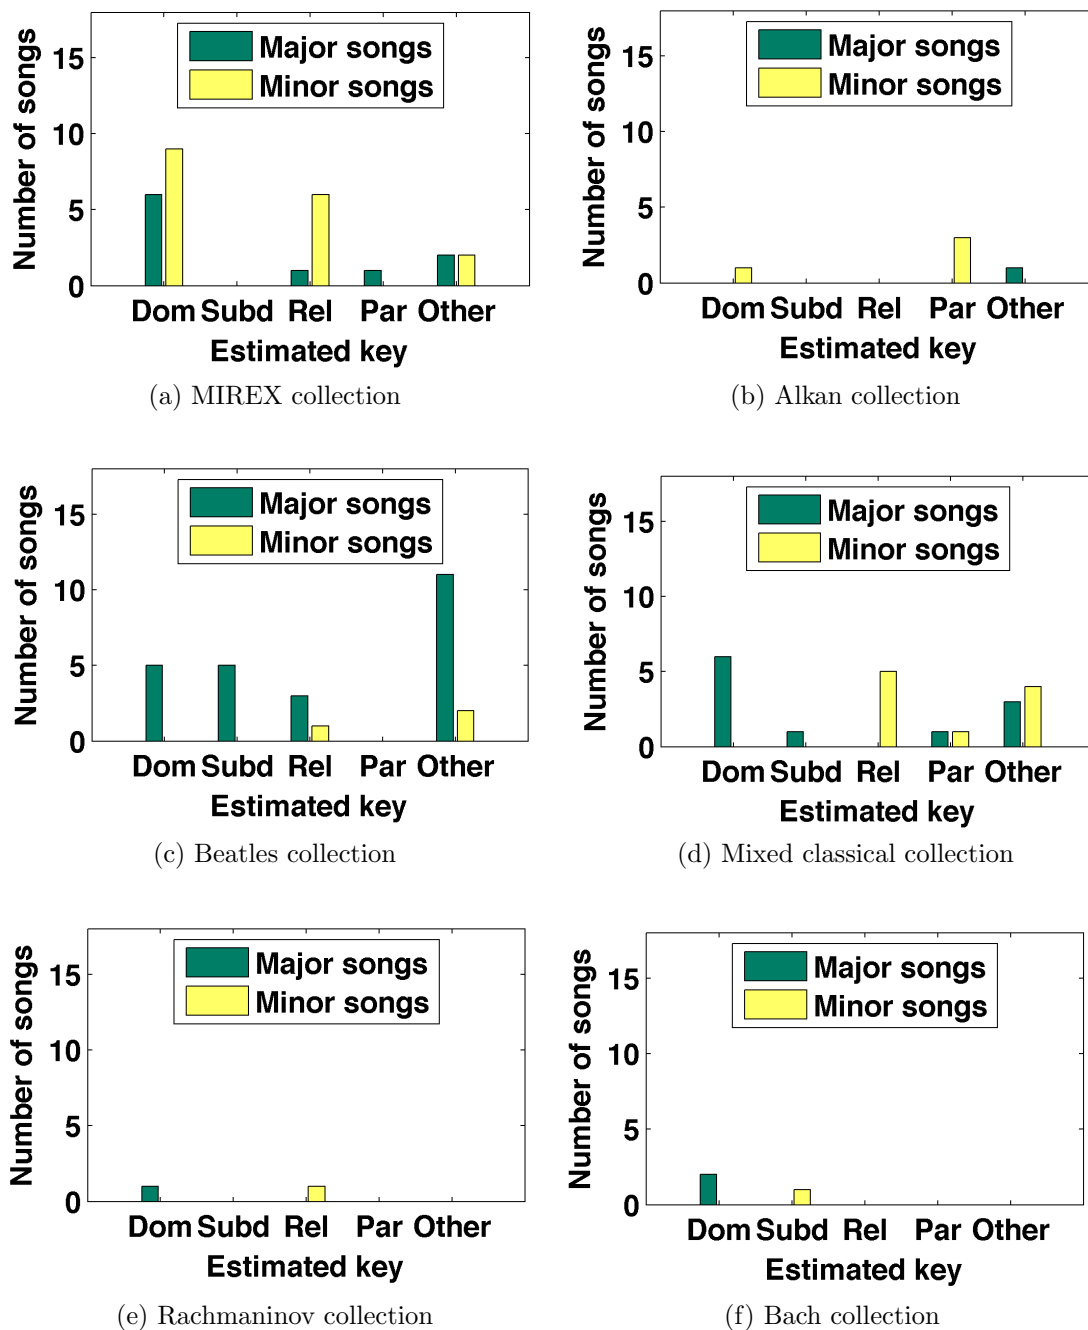 Number of songs
15
10
5
0
Major songs
Minor songs
Dom Subd Rel Par Other
Estimated key
(a) MIREX collection
Number of songs
15
10
5
0
Major songs
Minor songs
Dom Subd Rel Par Other
Estimated key
(b) Alkan collection
Number of songs
15
10
5
0
Major songs
Minor songs
Dom Subd Rel Par Other
Estimated key
(c) Beatles collection
Number of songs
15
10
5
0
Major songs
Minor songs
Dom Subd Rel Par Other
Estimated key
(d) Mixed classical collection
Number of songs
15
10
5
0
Major songs
Minor songs
Dom Subd Rel Par Other
Estimated key
(e) Rachmaninov collection
Number of songs
15
10
5
0
Major songs
Minor songs
Dom Subd Rel Par Other
Estimated key
(f) Bach collection